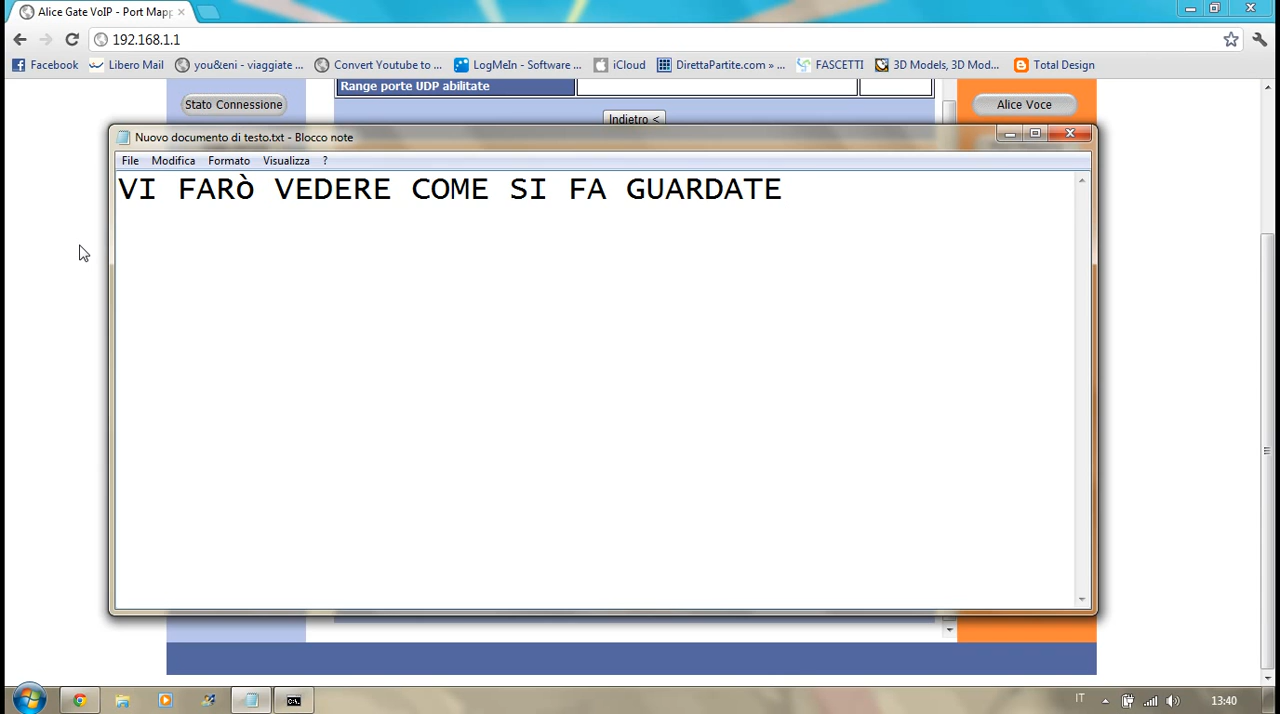 Alice Gate VoIP - Port Mapp
192.168.1.1
Facebook Libero Mail you&eni - viaggiate ... Convert Youtube to ... LogMeIn - Software ... iCloud DirettaPartite.com » ... FASCETTI 3D Models, 3D Mod... Total Design
Range porte UDP abilitate
Stato Connessione
Alice Voce
Indietro <
Nuovo documento di testo.txt - Blocco note
File Modifica Formato Visualizza ?
VI FARò VEDERE COME SI FA GUARDATE
IT
13:40